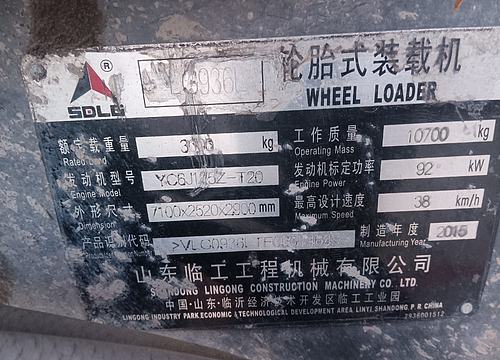 ® LG936L 轮胎式装载机
SDLG WHEEL LOADER
额定载重量 kg 工作质量 10700 kg
Rated Load Operating Mass
发动机型号 发动机标定功率 92 kW
Engine Model Engine Power
外形尺寸 7100x2520x2900 mm 最高设计速度 38 km/h
Dimension Maximum Speed
产品识别代码 制造年度 2015
Manufacturing Year
山东临工工程机械有限公司
SHANDONG LINGONG CONSTRUCTION MACHINERY CO., LTD.
中国·山东·临沂经济技术开发区临工工业园
LINGONG INDUSTRY PARK ECONOMIC & TECHNOLOGICAL DEVELOPMENT AREA LINYI SHANDONG P. R. CHINA
2936001512